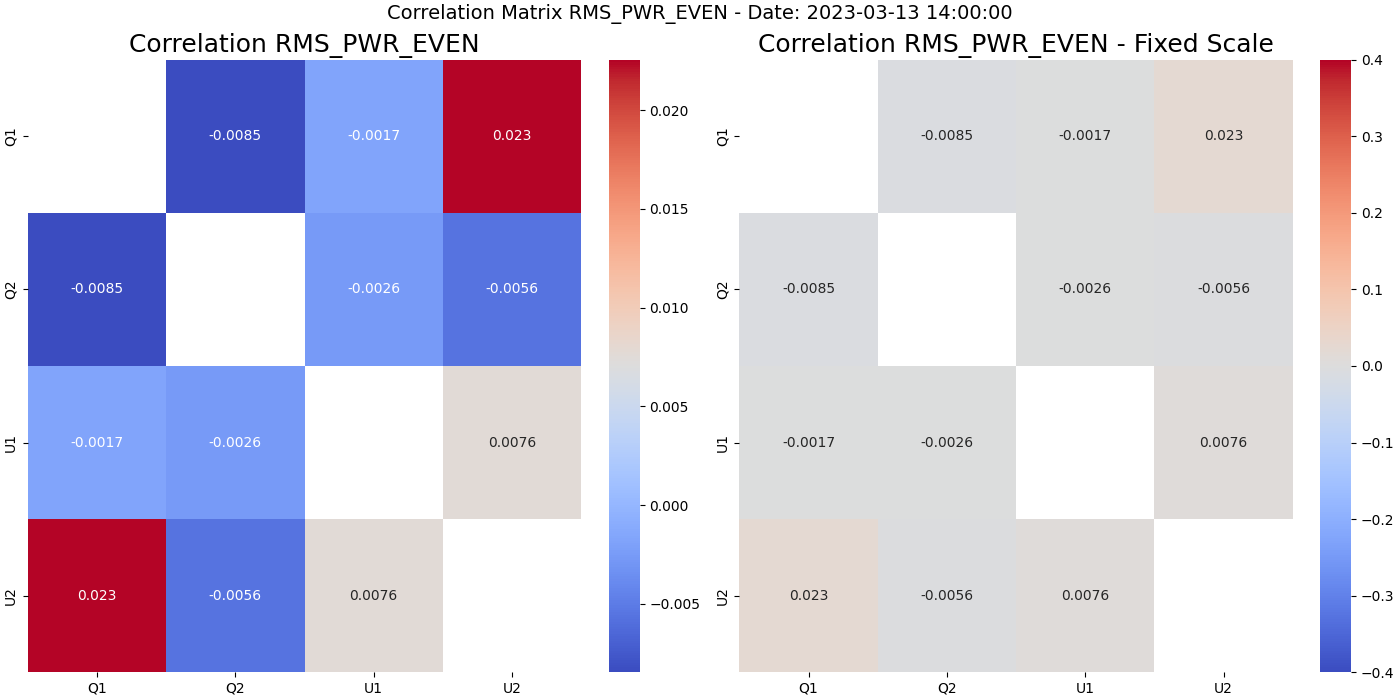 Correlation Matrix RMS_PWR_EVEN - Date: 2023-03-13 14:00:00
Correlation RMS_PWR_EVEN
Q1
-0.0085
-0.0017
0.023
Q2
-0.0085
-0.0026
-0.0056
U1
-0.0017
-0.0026
0.0076
U2
0.023
-0.0056
0.0076
Q1
Q2
U1
U2
0.020
0.015
0.010
0.005
0.000
−0.005
Correlation RMS_PWR_EVEN - Fixed Scale
Q1
-0.0085
-0.0017
0.023
Q2
-0.0085
-0.0026
-0.0056
U1
-0.0017
-0.0026
0.0076
U2
0.023
-0.0056
0.0076
Q1
Q2
U1
U2
0.4
0.3
0.2
0.1
0.0
−0.1
−0.2
−0.3
−0.4